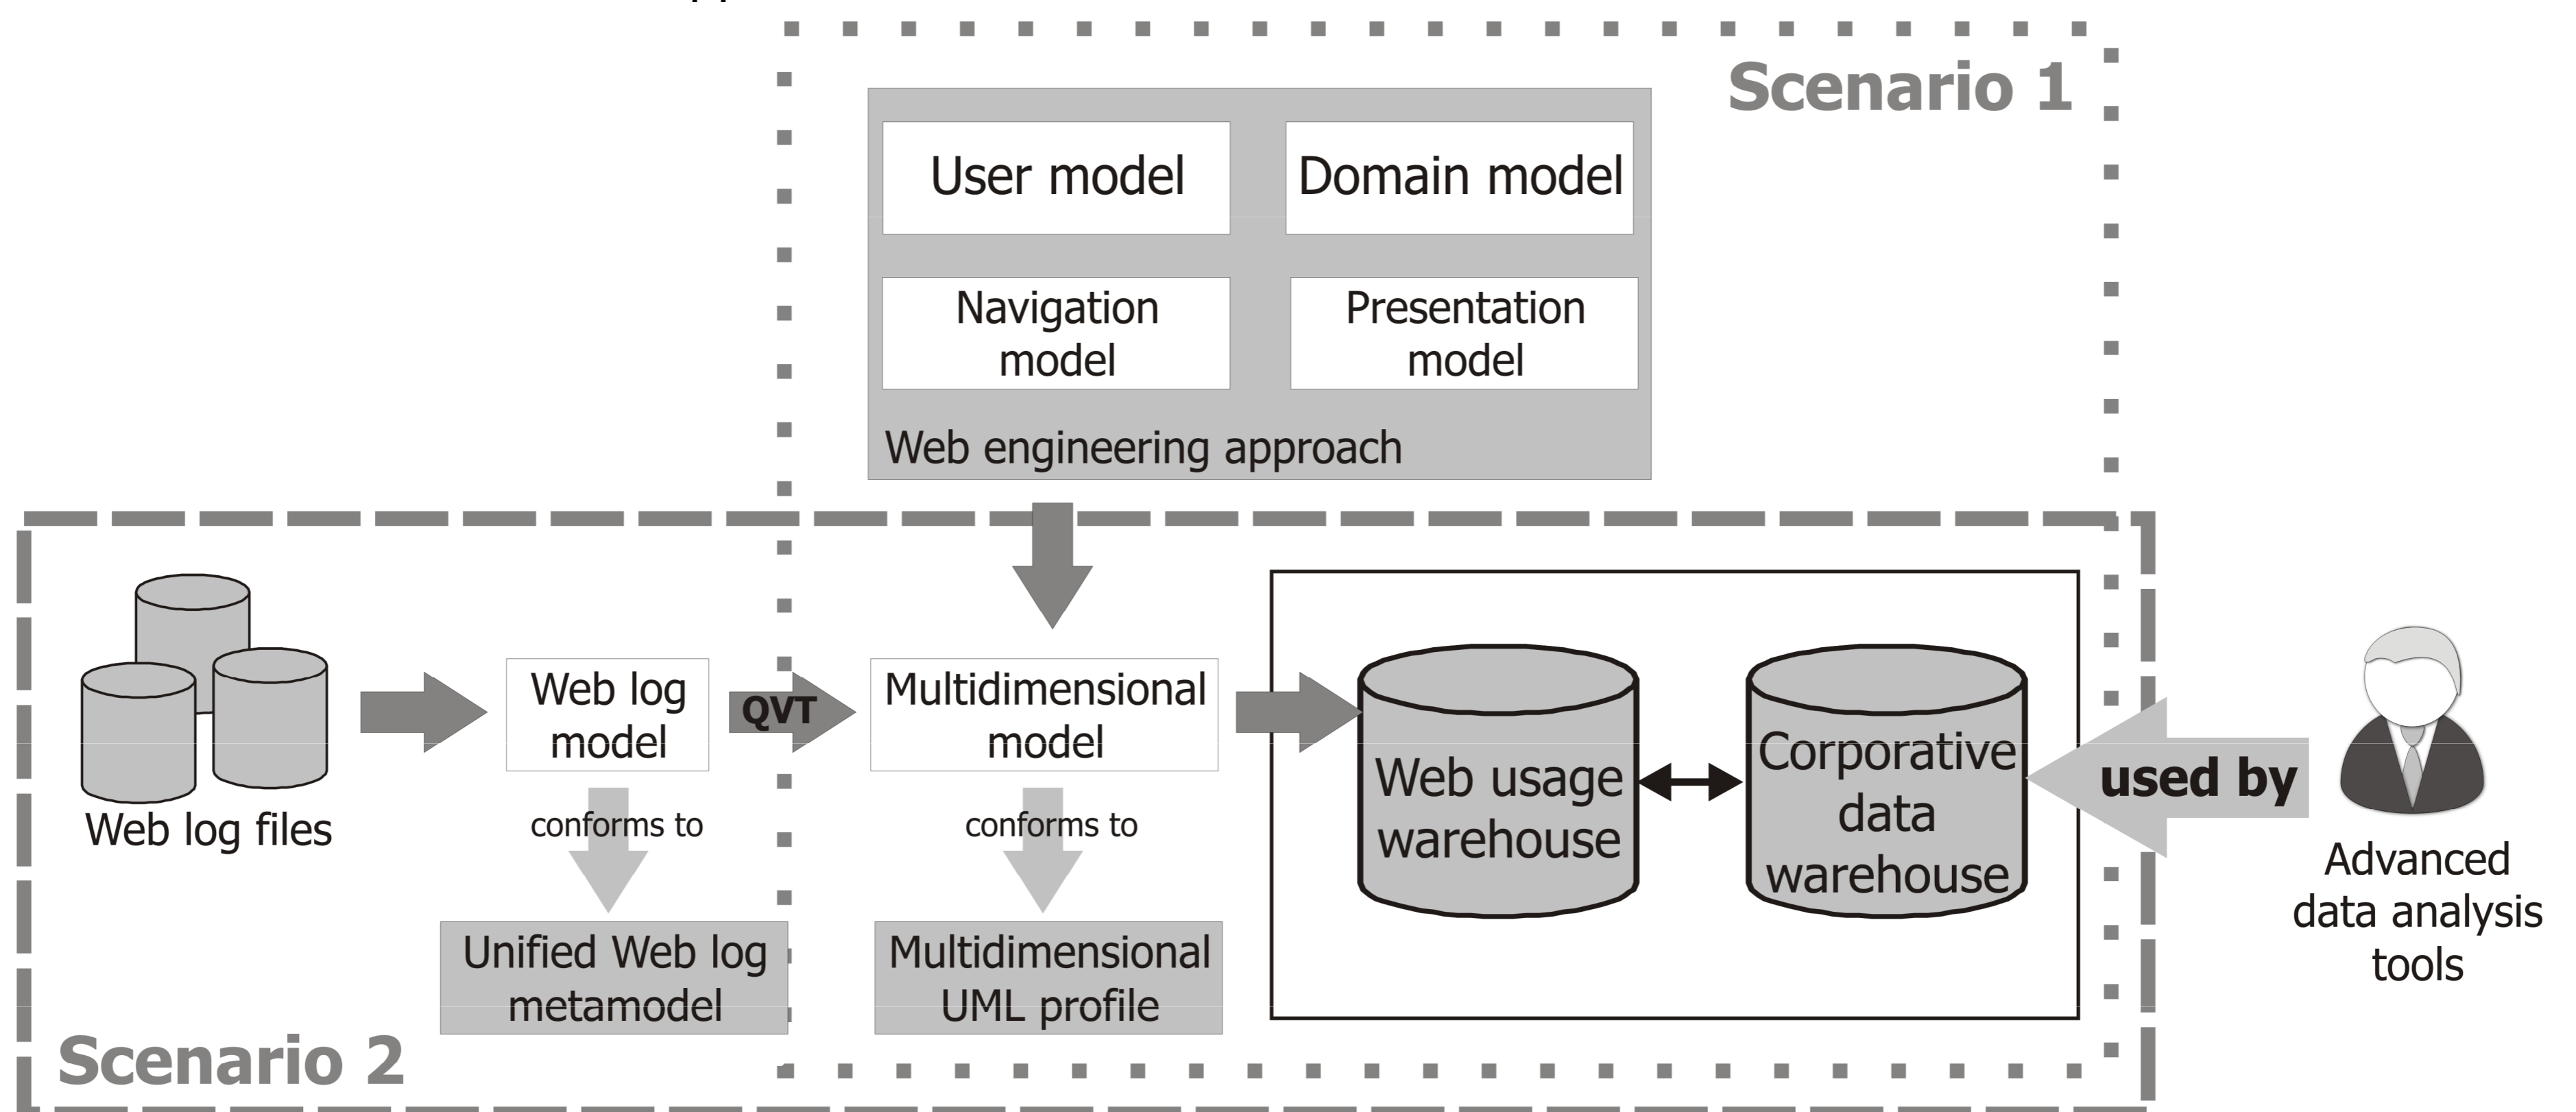 Scenario 1
User model
Domain model
Navigation
model
Presentation
model
Web engineering approach
Web log files
Web log
model
QVT
Multidimensional
model
conforms to
conforms to
Unified Web log
metamodel
Multidimensional
UML profile
Web usage
warehouse
Corporative
data
warehouse
used by
Advanced
data analysis
tools
Scenario 2